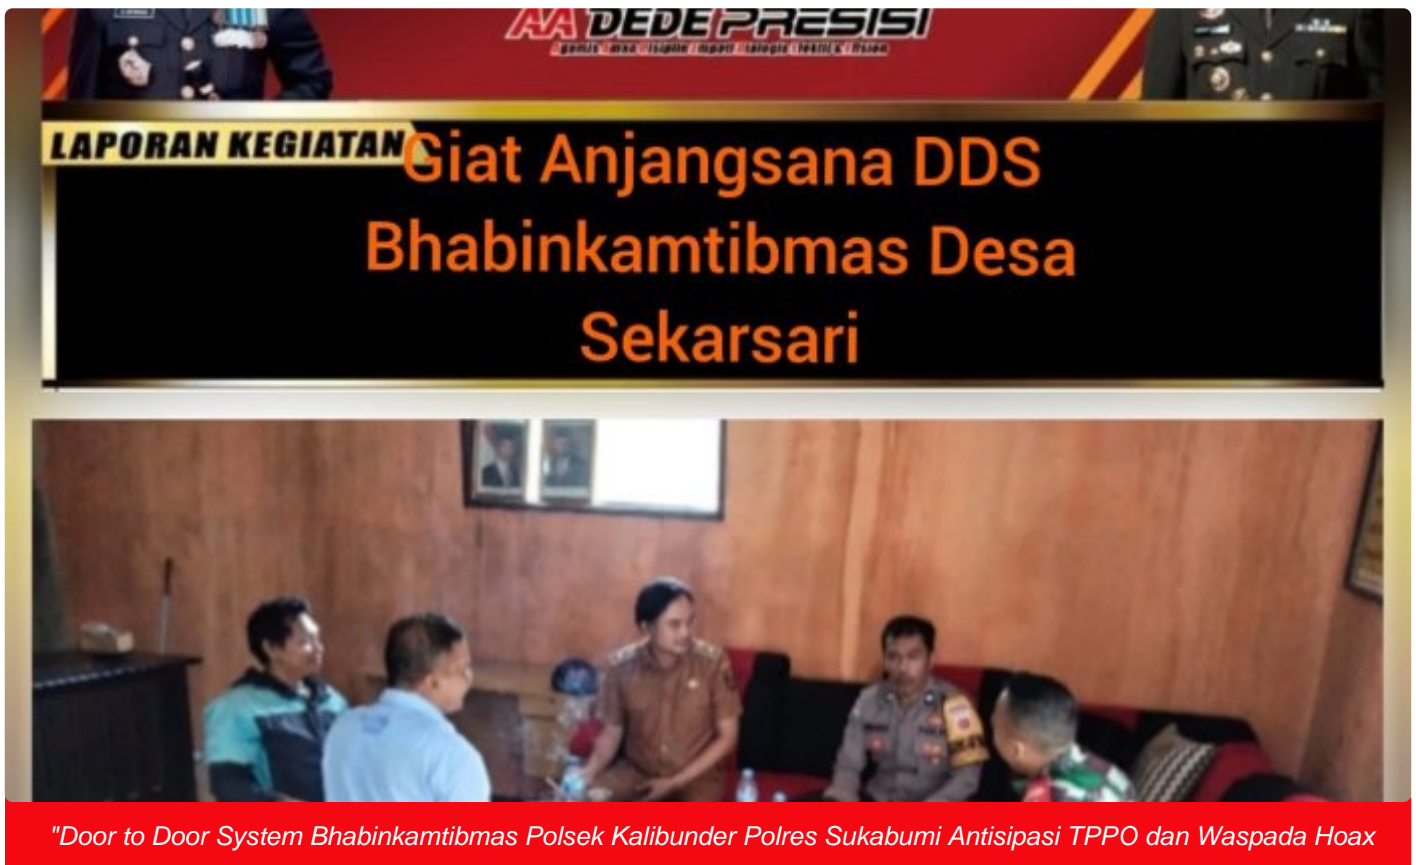 AA DEDE PRESISI
LAPORAN KEGIATAN
Giat Anjangsana DDS
Bhabinkamtibmas Desa
Sekarsari
"Door to Door System Bhabinkamtibmas Polsek Kalibunder Polres Sukabumi Antisipasi TPPO dan Waspada Hoax